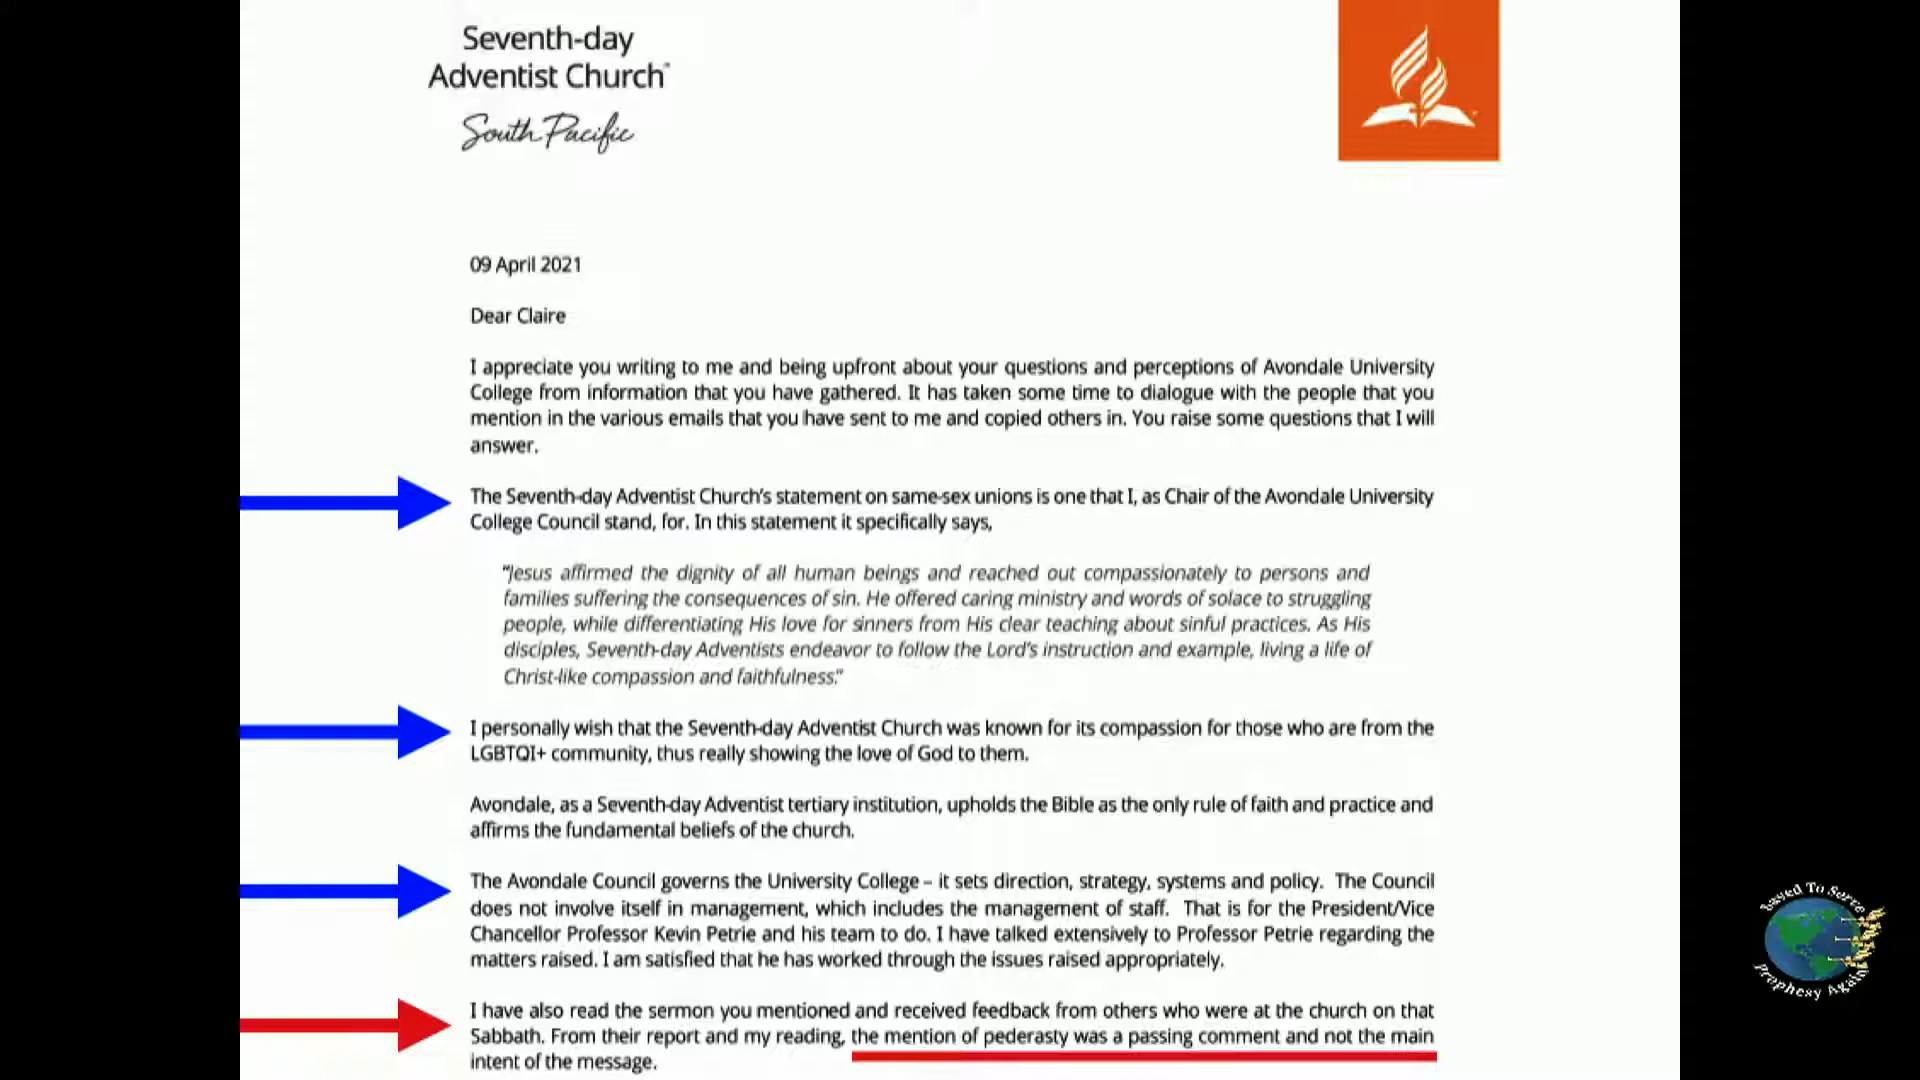 Seventh-day
Adventist Church
South Pacific
09 April 2021
Dear Claire
I appreciate you writing to me and being upfront about your questions and perceptions of Avondale University
College from information that you have gathered. It has taken some time to dialogue with the people that you
mention in the various emails that you have sent to me and copied others in. You raise some questions that I will
answer.
The Seventh-day Adventist Church's statement on same-sex unions is one that I, as Chair of the Avondale University
College Council stand, for. In this statement it specifically says,
"Jesus affirmed the dignity of all human beings and reached out compassionately to persons and
families suffering the consequences of sin. He offered caring ministry and words of solace to struggling
people, while differentiating His love for sinners from His clear teaching about sinful practices. As His
disciples, Seventh-day Adventists endeavor to follow the Lord's instruction and example, living a life of
Christ-like compassion and faithfulness."
I personally wish that the Seventh-day Adventist Church was known for its compassion for those who are from the
LGBTQI+ community, thus really showing the love of God to them.
Avondale, as a Seventh-day Adventist tertiary institution, upholds the Bible as the only rule of faith and practice and
affirms the fundamental beliefs of the church.
The Avondale Council governs the University College – it sets direction, strategy, systems and policy. The Council
does not involve itself in management, which includes the management of staff. That is for the President/Vice
Chancellor Professor Kevin Petrie and his team to do. I have talked extensively to Professor Petrie regarding the
matters raised. I am satisfied that he has worked through the issues raised appropriately.
I have also read the sermon you mentioned and received feedback from others who were at the church on that
Sabbath. From their report and my reading, the mention of pederasty was a passing comment and not the main
intent of the message.
To Serve
Prophesy Again